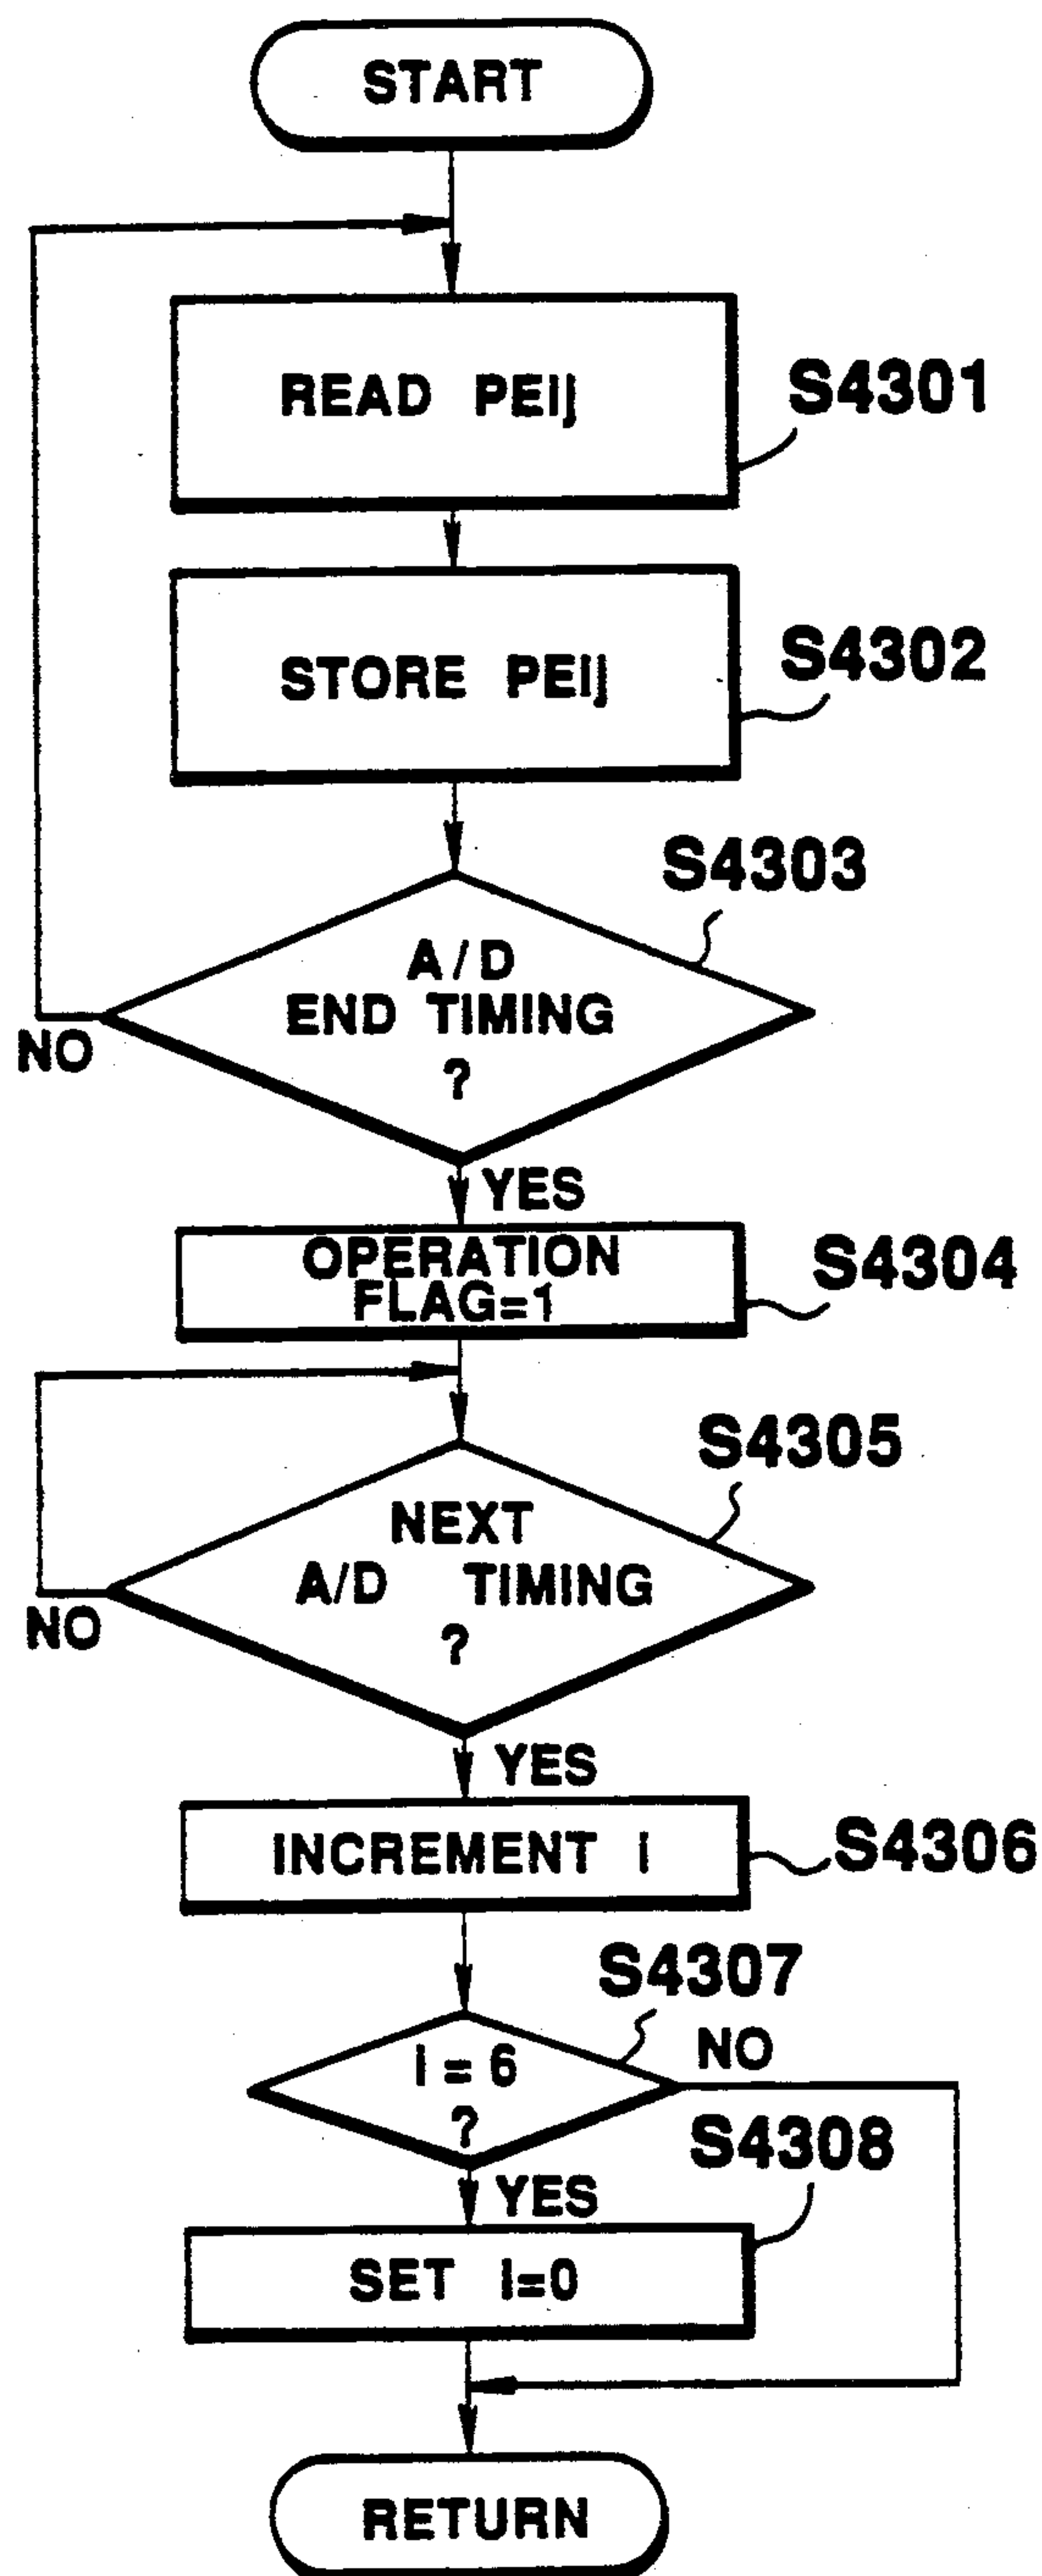 START
READ PEij
S4301
STORE PEij
S4302
S4303
A/D
END TIMING
?
NO
YES
OPERATION
FLAG=1
S4304
S4305
NEXT
A/D TIMING
?
NO
YES
INCREMENT i
S4306
S4307
i = 6
?
NO
S4308
YES
SET i=0
RETURN